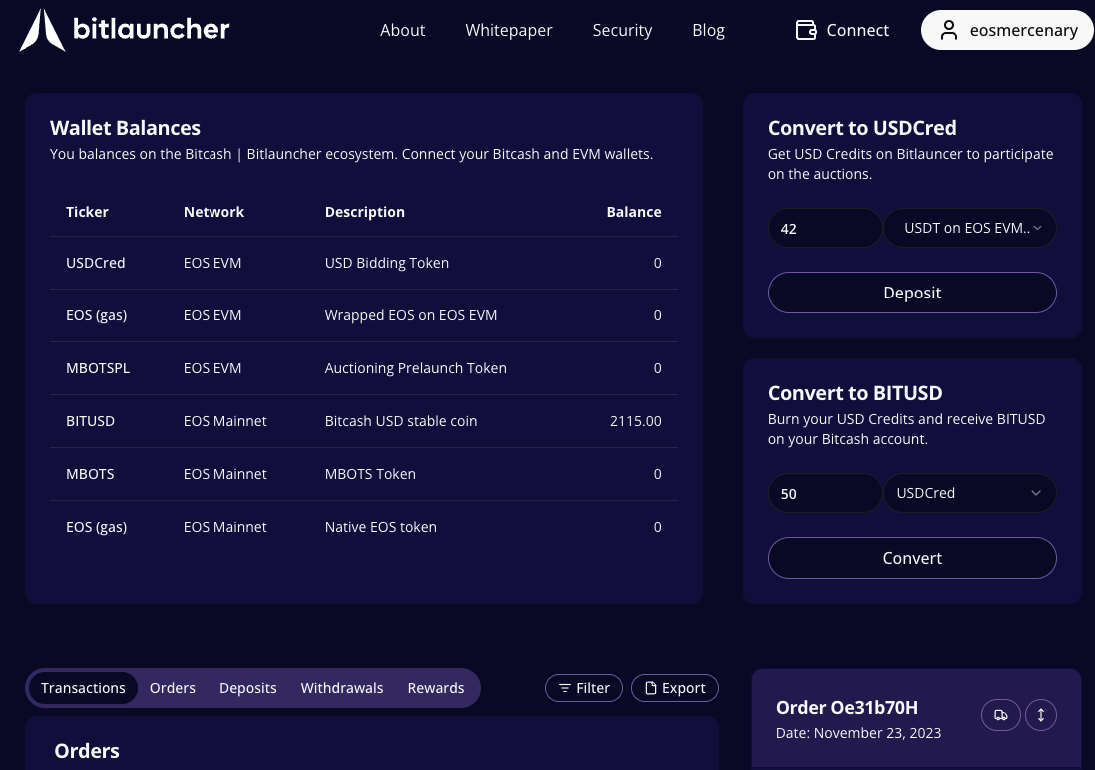 bitlauncher
About Whitepaper Security Blog Connect eosmercenary
Wallet Balances
You balances on the Bitcash | Bitlauncher ecosystem. Connect your Bitcash and EVM wallets.
Ticker Network Description Balance
USDCred EOS EVM USD Bidding Token 0
EOS (gas) EOS EVM Wrapped EOS on EOS EVM 0
MBOTSPL EOS EVM Auctioning Prelaunch Token 0
BITUSD EOS Mainnet Bitcash USD stable coin 2115.00
MBOTS EOS Mainnet MBOTS Token 0
EOS (gas) EOS Mainnet Native EOS token 0
Convert to USDCred
Get USD Credits on Bitlauncer to participate
on the auctions.
42 USDT on EOS EVM..
Deposit
Convert to BITUSD
Burn your USD Credits and receive BITUSD
on your Bitcash account.
50 USDCred
Convert
Transactions Orders Deposits Withdrawals Rewards Filter Export
Orders
Order Oe31b70H
Date: November 23, 2023